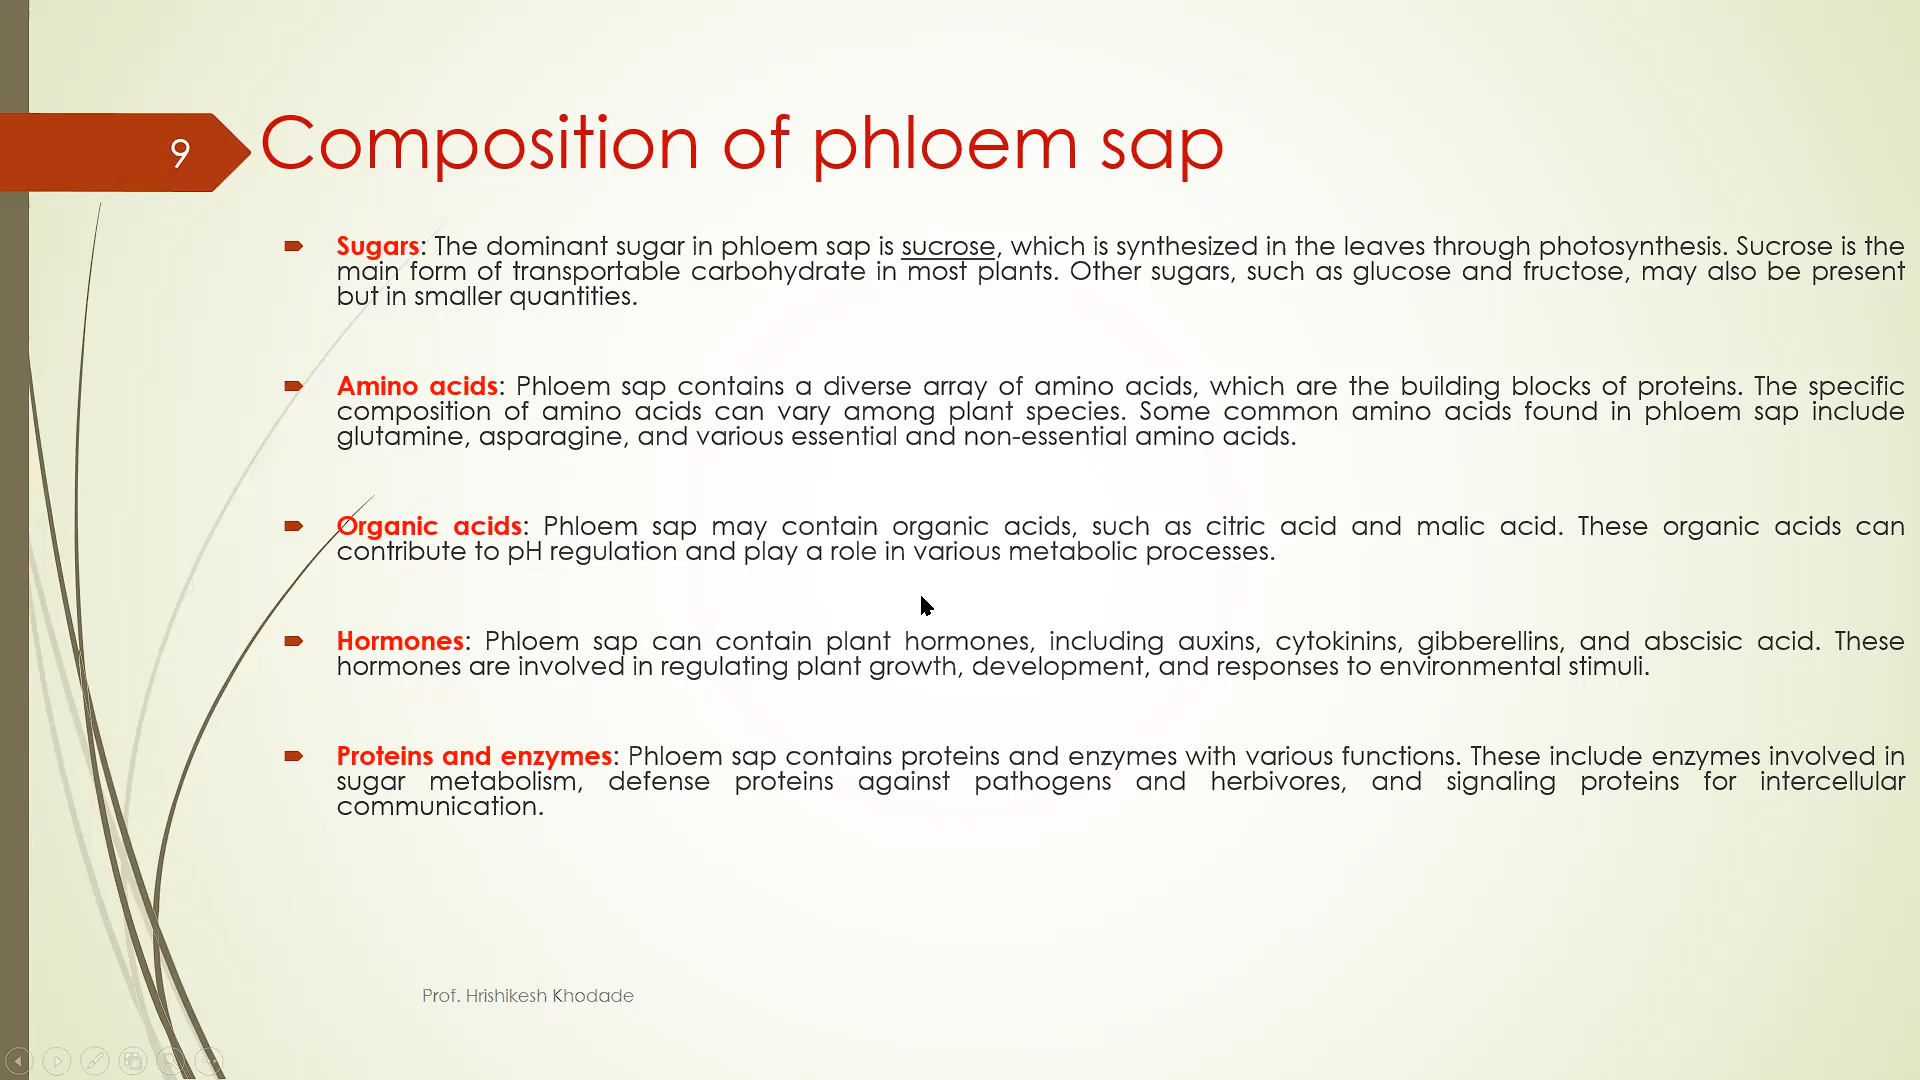 9
Composition of phloem sap
Sugars: The dominant sugar in phloem sap is sucrose, which is synthesized in the leaves through photosynthesis. Sucrose is the
main form of transportable carbohydrate in most plants. Other sugars, such as glucose and fructose, may also be present
but in smaller quantities.
Amino acids: Phloem sap contains a diverse array of amino acids, which are the building blocks of proteins. The specific
composition of amino acids can vary among plant species. Some common amino acids found in phloem sap include
glutamine, asparagine, and various essential and non-essential amino acids.
Organic acids: Phloem sap may contain organic acids, such as citric acid and malic acid. These organic acids can
contribute to pH regulation and play a role in various metabolic processes.
Hormones: Phloem sap can contain plant hormones, including auxins, cytokinins, gibberellins, and abscisic acid. These
hormones are involved in regulating plant growth, development, and responses to environmental stimuli.
Proteins and enzymes: Phloem sap contains proteins and enzymes with various functions. These include enzymes involved in
sugar metabolism, defense proteins against pathogens and herbivores, and signaling proteins for intercellular
communication.
Prof. Hrishikesh Khodade